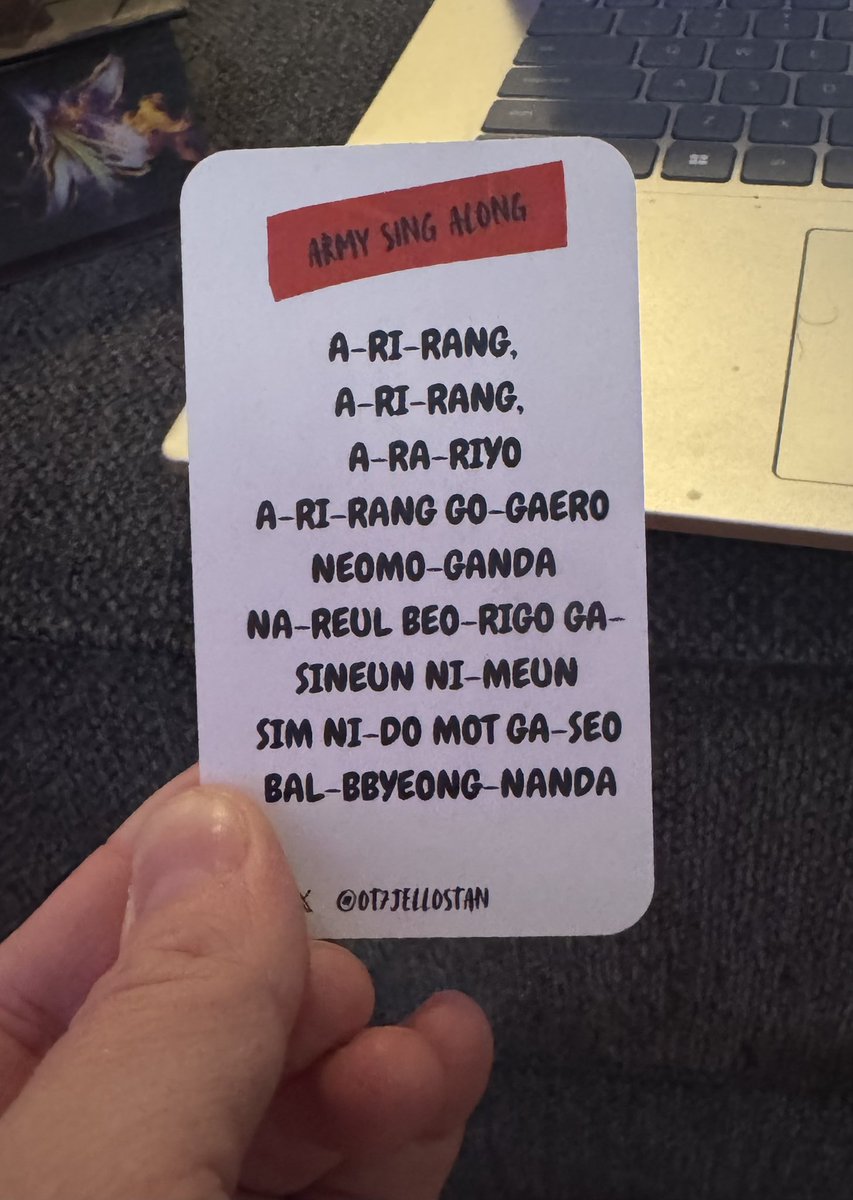 ARMY SING ALONG
A-RI-RANG,
A-RI-RANG,
A-RA-RIYO
A-RI-RANG GO-GAERO
NEOMO-GANDA
NA-REUL BEO-RIGO GA-
SINEUN NI-MEUN
SIM NI-DO MOT GA-SEO
BAL-BBYEONG-NANDA
X @OT7JELLOSTAN